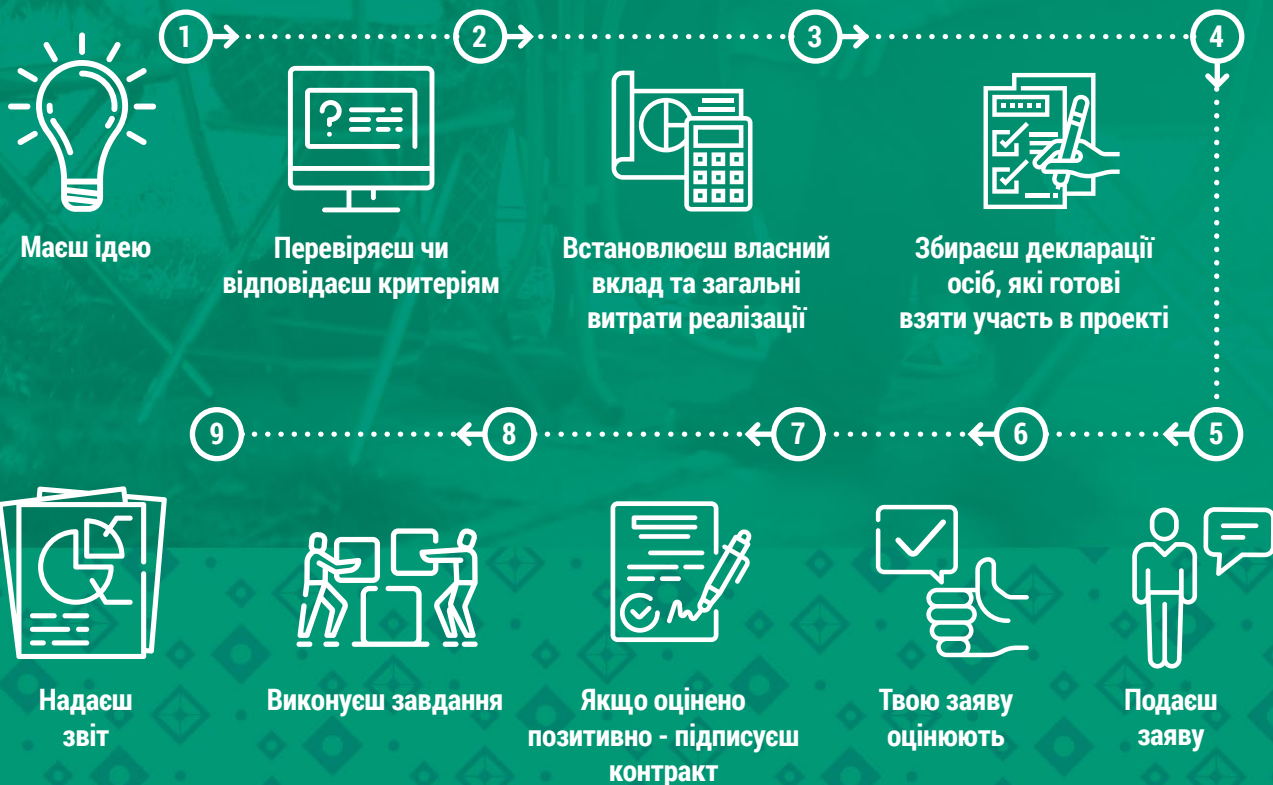 1
2
3
4
Маєш ідею
Перевіряєш чи
відповідаєш критеріям
Встановлюєш власний
вклад та загальні
витрати реалізації
Збираєш декларації
осіб, які готові
взяти участь в проекті
9
8
7
6
5
Надаєш
звіт
Виконуєш завдання
Якщо оцінено
позитивно - підписуєш
контракт
Твою заяву
оцінюють
Подаєш
заяву